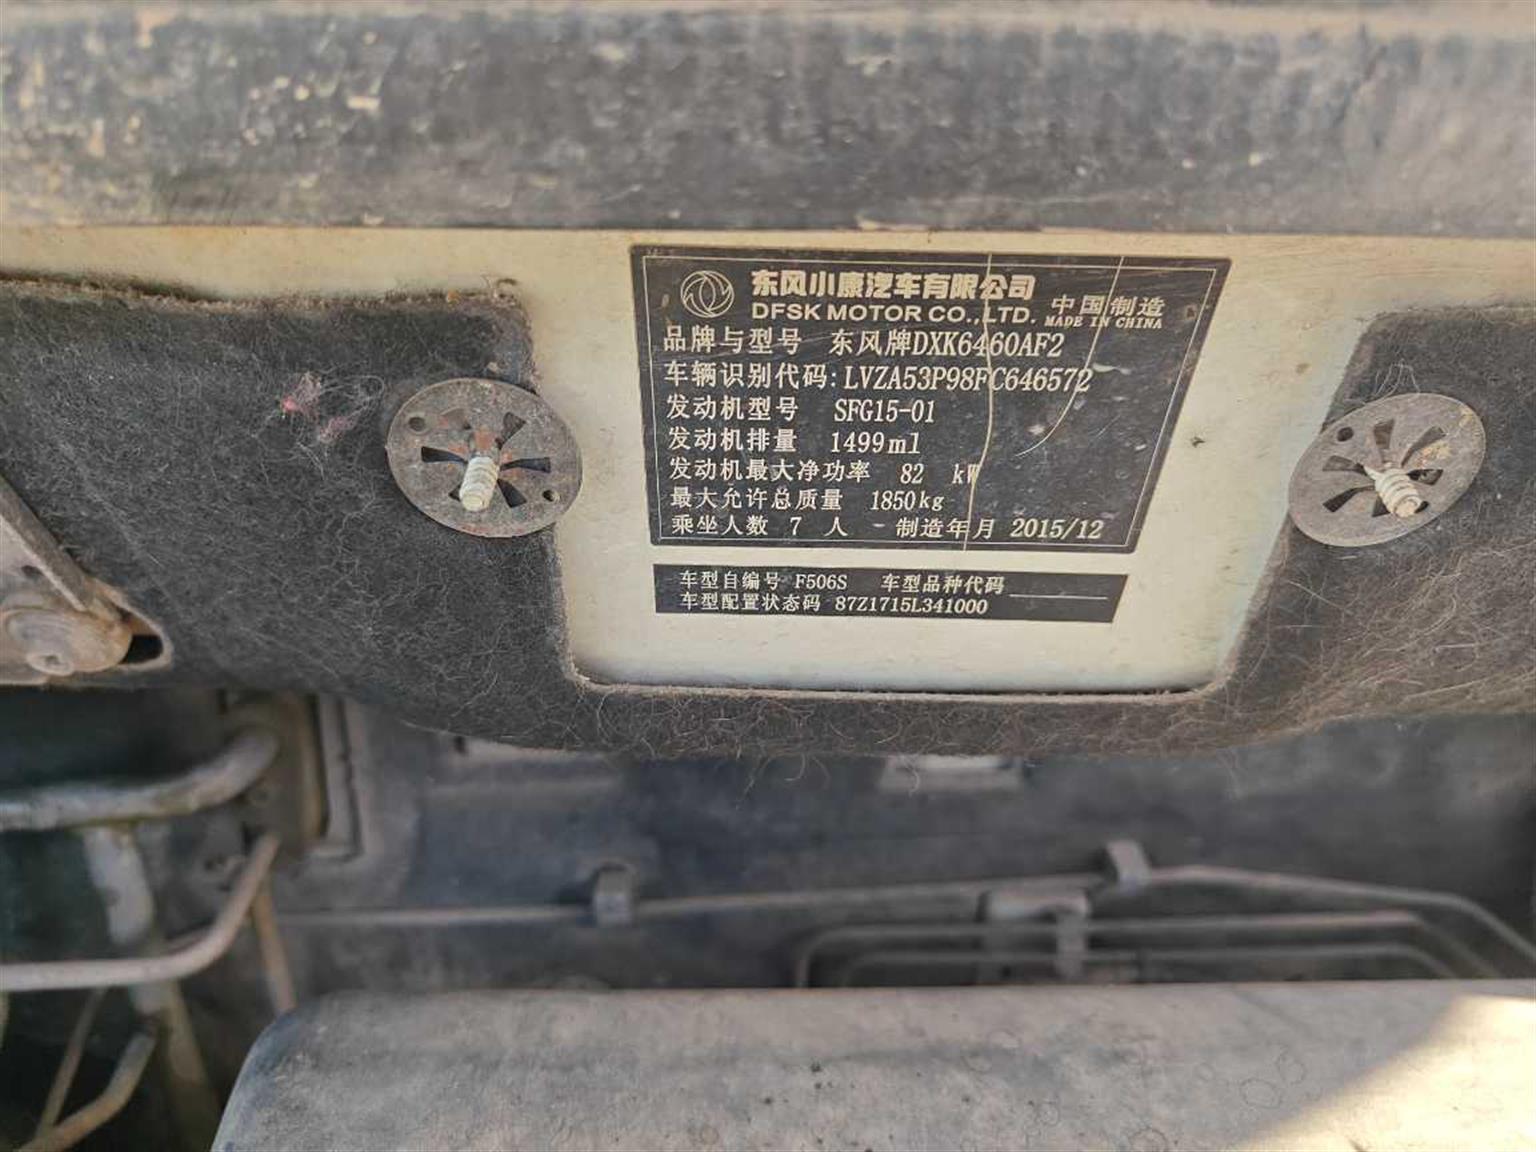 东风小康汽车有限公司
DFSK MOTOR CO.,LTD.
中国制造
MADE IN CHINA
品牌与型号 东风牌DXK6460AF2
车辆识别代码:LVZA53P98FC646572
发动机型号 SFG15-01
发动机排量 1499ml
发动机最大净功率 82 kW
最大允许总质量 1850kg
乘坐人数 7 人 制造年月 2015/12
车型自编号 F506S 车型品种代码
车型配置状态码 87Z1715L341000